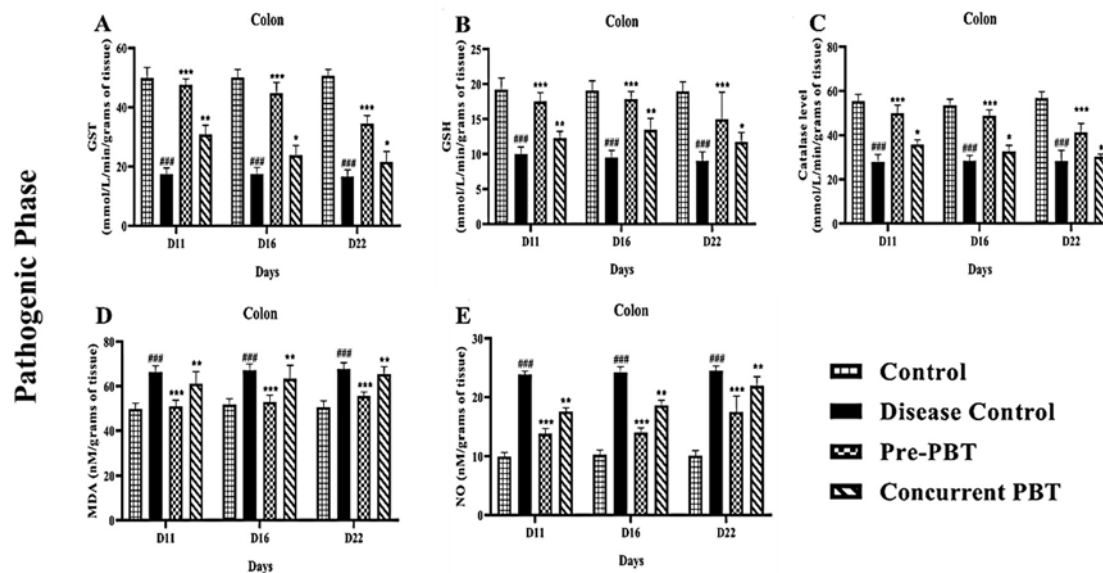 Pathogenic Phase
A
Colon
GST
(mmol/L/min/grams of tissue)
60
40
20
0
###
***
**
###
***
*
###
***
*
D11
D16
D22
Days
B
Colon
GSH
(mmol/L/min/grams of tissue)
25
20
15
10
5
0
###
***
**
###
***
**
###
***
*
D11
D16
D22
Days
C
Colon
Catalase level
(mmol/L/min/grams of tissue)
80
60
40
20
0
###
***
*
###
***
*
###
***
*
D11
D16
D22
Days
D
Colon
MDA (nM/grams of tissue)
80
60
40
20
0
###
***
**
###
***
**
###
***
**
D11
D16
D22
Days
E
Colon
NO (nM/grams of tissue)
30
20
10
0
###
***
**
###
***
**
###
***
**
D11
D16
D22
Days
Control
Disease Control
Pre-PBT
Concurrent PBT